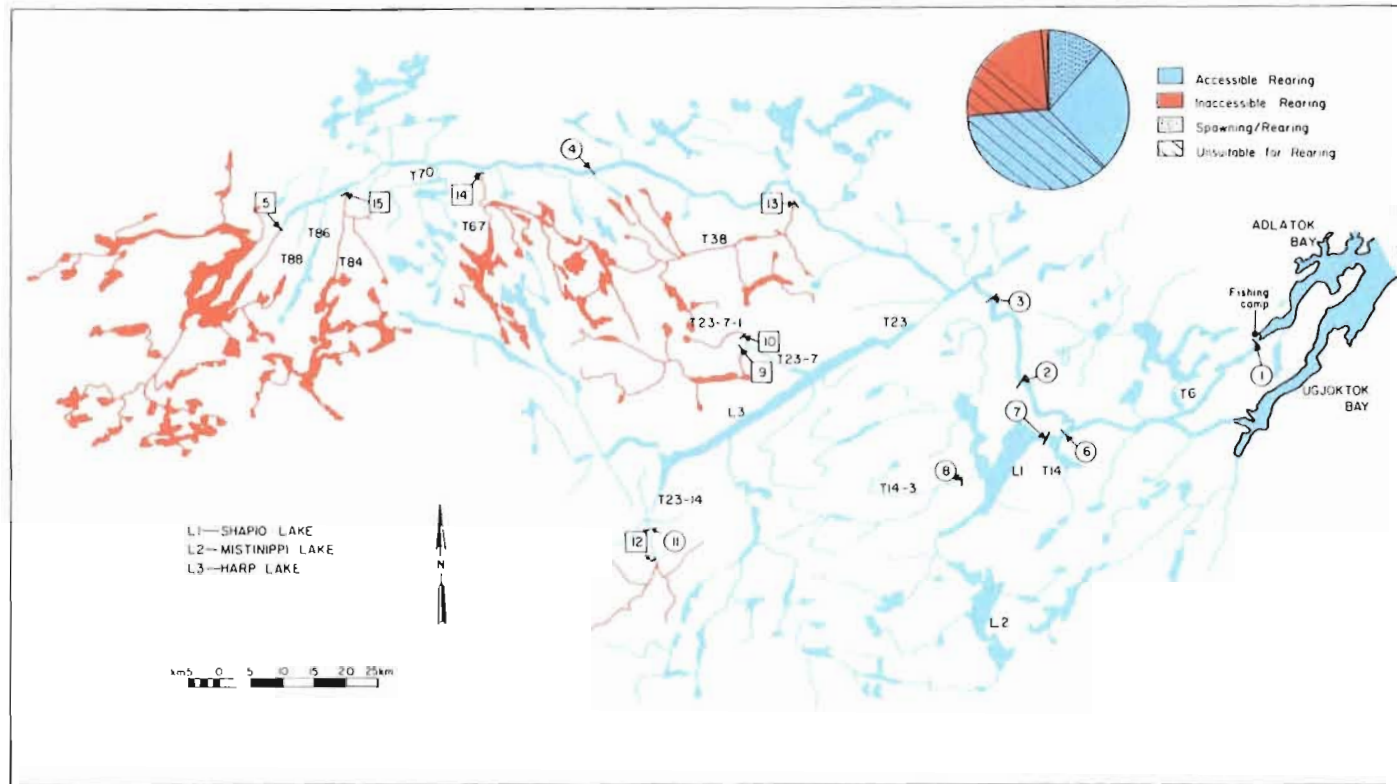 Accessible Rearing
Inaccessible Rearing
Spawning/Rearing
Unsuitable for Rearing
ADLATOK
BAY
Fishing
camp
1
UGJOKTOK
BAY
4
T70
14
13
5
15
T86
T88
T84
T67
T38
3
T23
T23-7-1
10
T23-7
9
2
T6
L3
7
6
L1
T14
8
T14-3
T23-14
12
11
L2
L1—SHAPIO LAKE
L2—MISTINIPPI LAKE
L3—HARP LAKE
N
km5 0 5 10 15 20 25km